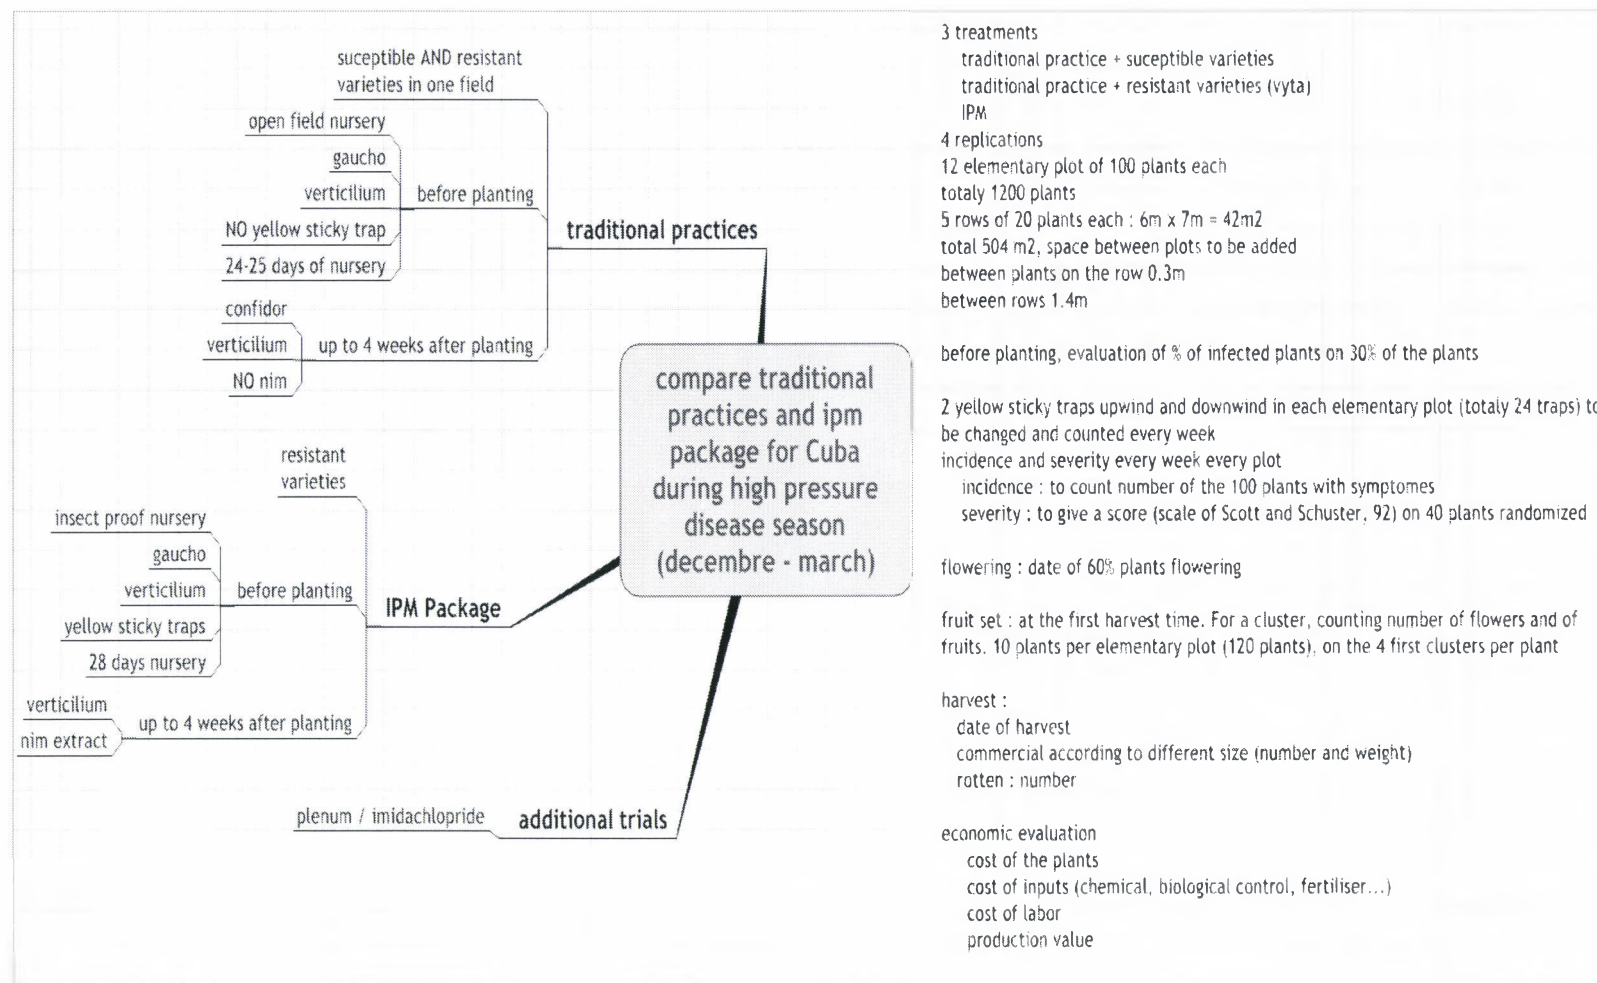 suceptible AND resistant
varieties in one field
open field nursery
gaucho
verticilium
NO yellow sticky trap
24-25 days of nursery
before planting
confidor
verticilium
NO nim
up to 4 weeks after planting
traditional practices
compare traditional
practices and ipm
package for Cuba
during high pressure
disease season
(decembre - march)
resistant
varieties
insect proof nursery
gaucho
verticilium
yellow sticky traps
28 days nursery
before planting
verticilium
nim extract
up to 4 weeks after planting
IPM Package
plenum / imidachlopride
additional trials
3 treatments
traditional practice + suceptible varieties
traditional practice + resistant varieties (vyta)
IPM
4 replications
12 elementary plot of 100 plants each
totaly 1200 plants
5 rows of 20 plants each : 6m x 7m = 42m2
total 504 m2, space between plots to be added
between plants on the row 0.3m
between rows 1.4m
before planting, evaluation of % of infected plants on 30% of the plants
2 yellow sticky traps upwind and downwind in each elementary plot (totaly 24 traps) to
be changed and counted every week
incidence and severity every week every plot
incidence : to count number of the 100 plants with symptomes
severity : to give a score (scale of Scott and Schuster, 92) on 40 plants randomized
flowering : date of 60% plants flowering
fruit set : at the first harvest time. For a cluster, counting number of flowers and of
fruits. 10 plants per elementary plot (120 plants), on the 4 first clusters per plant
harvest :
date of harvest
commercial according to different size (number and weight)
rotten : number
economic evaluation
cost of the plants
cost of inputs (chemical, biological control, fertiliser...)
cost of labor
production value